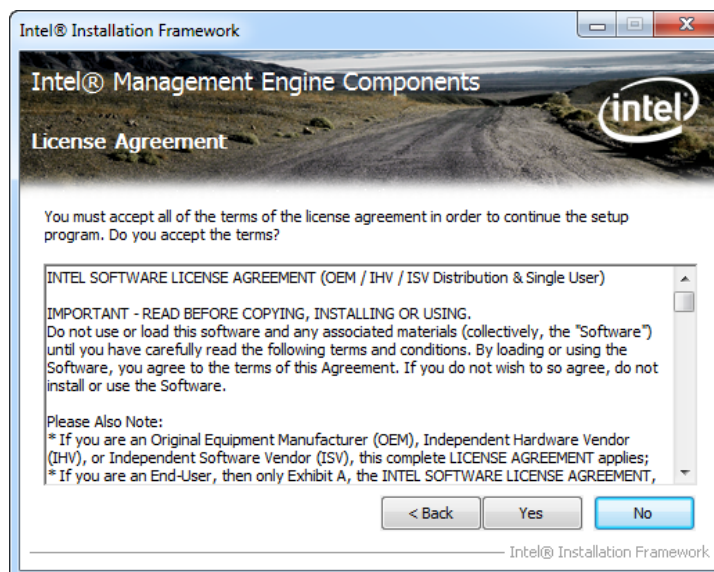 Intel® Installation Framework
Intel® Management Engine Components
intel
License Agreement
You must accept all of the terms of the license agreement in order to continue the setup
program. Do you accept the terms?
INTEL SOFTWARE LICENSE AGREEMENT (OEM / IHV / ISV Distribution & Single User)
IMPORTANT - READ BEFORE COPYING, INSTALLING OR USING.
Do not use or load this software and any associated materials (collectively, the "Software")
until you have carefully read the following terms and conditions. By loading or using the
Software, you agree to the terms of this Agreement. If you do not wish to so agree, do not
install or use the Software.
Please Also Note:
* If you are an Original Equipment Manufacturer (OEM), Independent Hardware Vendor
(IHV), or Independent Software Vendor (ISV), this complete LICENSE AGREEMENT applies;
* If you are an End-User, then only Exhibit A, the INTEL SOFTWARE LICENSE AGREEMENT,
< Back Yes No
Intel® Installation Framework